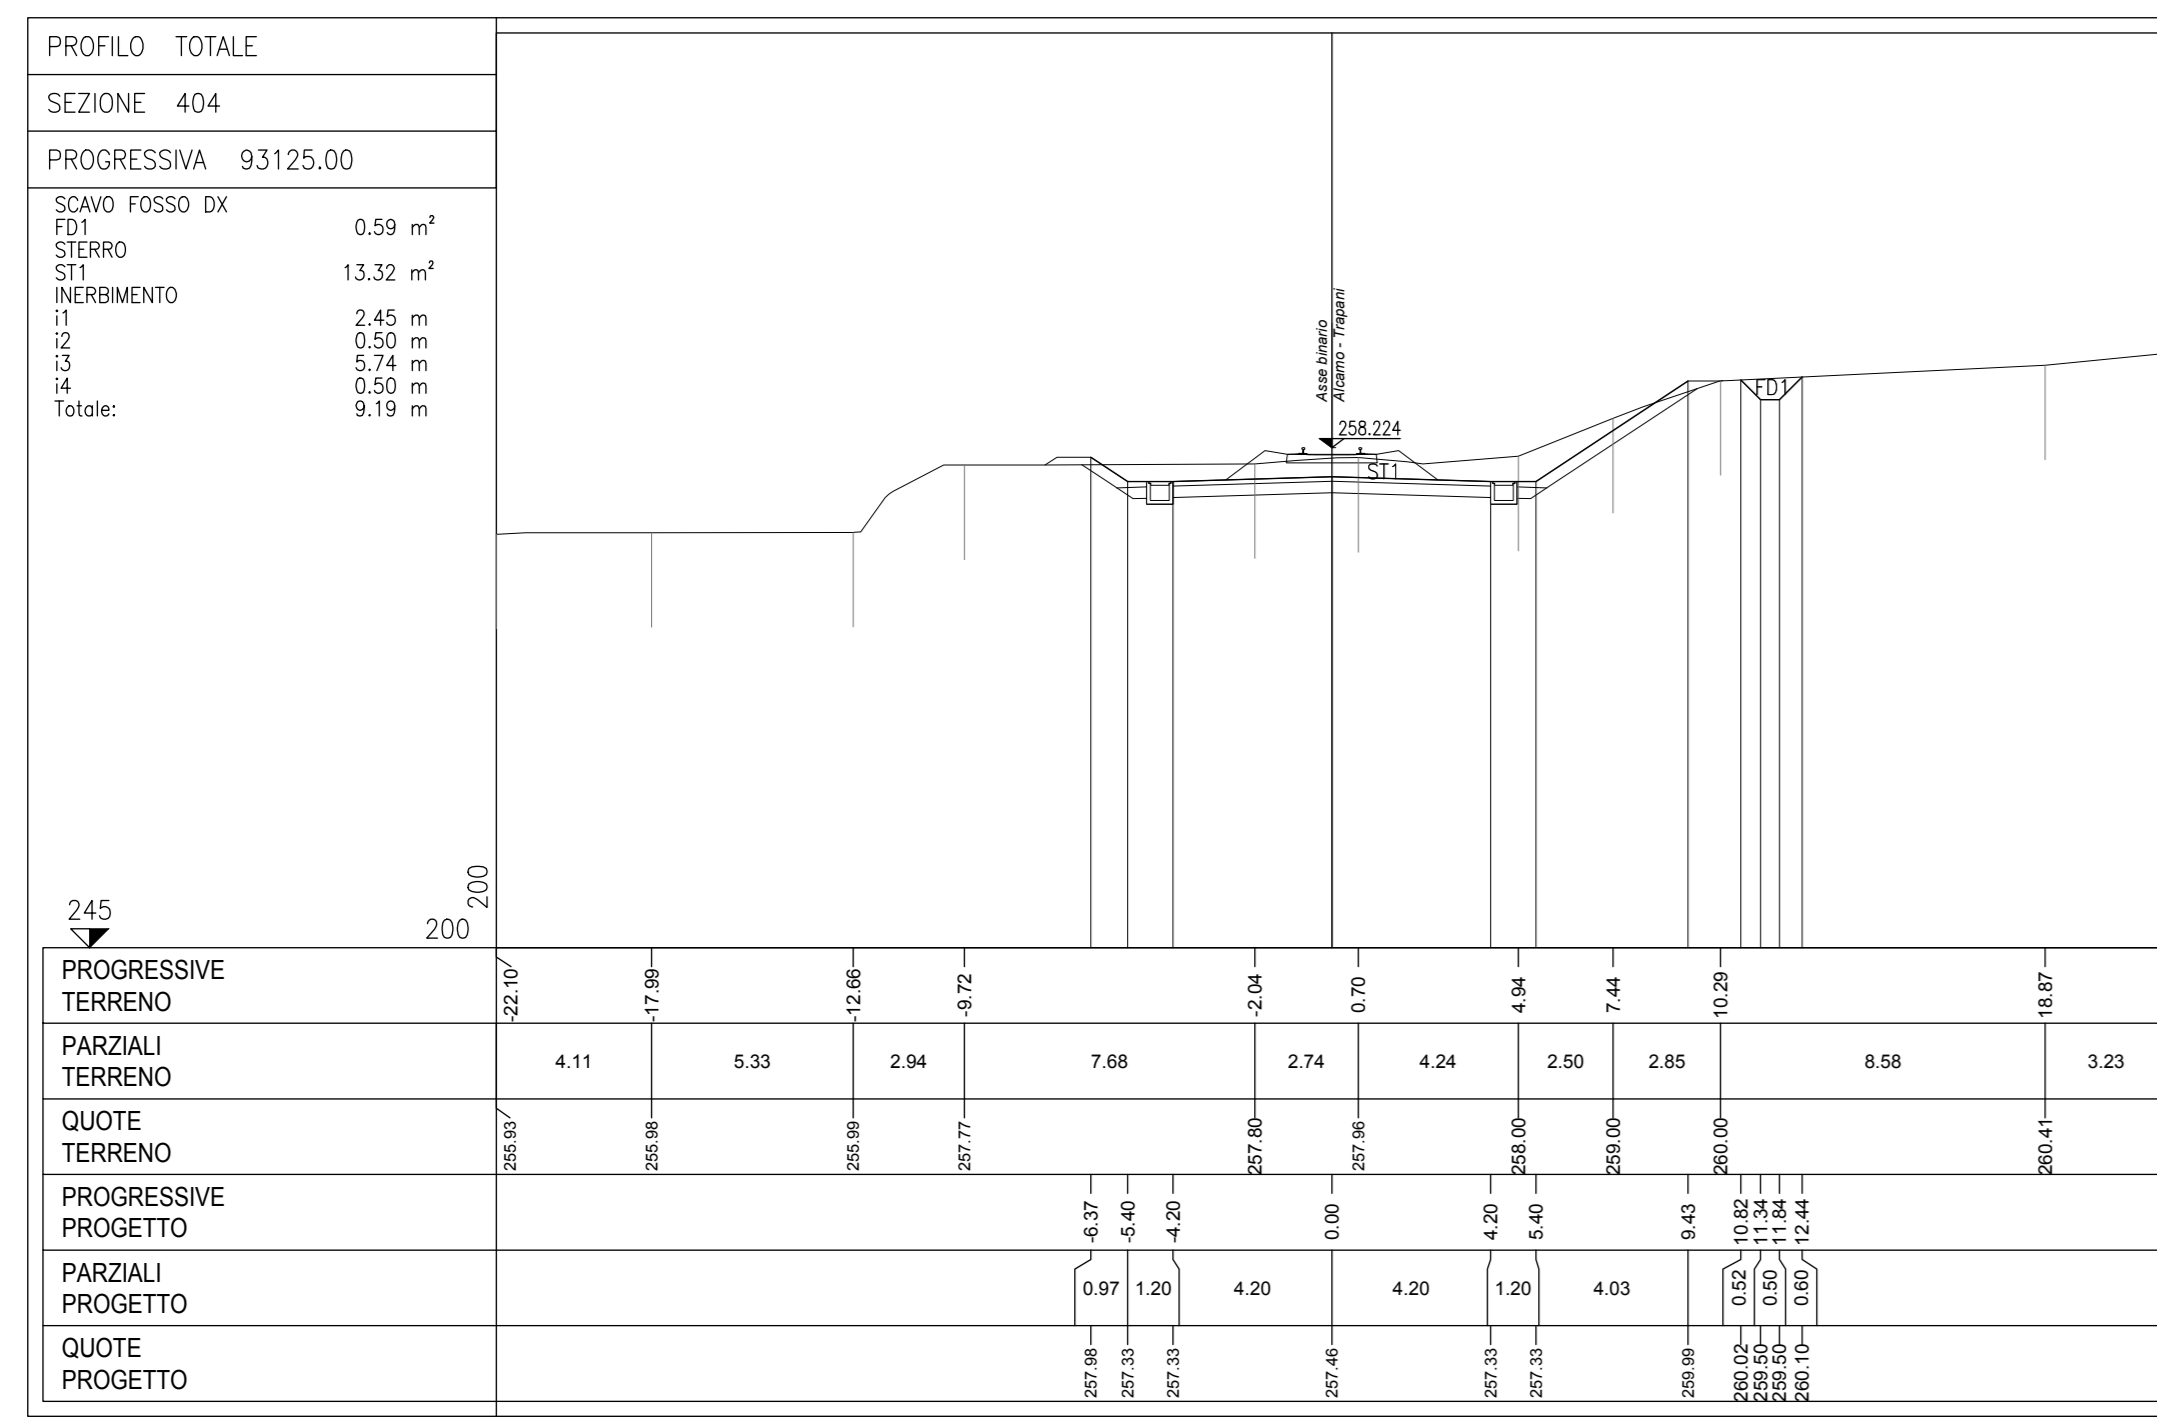 PROFILO TOTALE
SEZIONE 404
PROGRESSIVA 93125.00
SCAVO FOSSO DX
FD1 0.59 m²
STERRO
ST1 13.32 m²
INERBIMENTO
i1 2.45 m
i2 0.50 m
i3 5.74 m
i4 0.50 m
Totale: 9.19 m
Asse binario
Alcamo - Trapani
258.224
ST1
FD1
245
200
200
PROGRESSIVE
TERRENO
-22.10 -17.99 -12.66 -9.72 -2.04 0.70 4.94 7.44 10.29 18.87
PARZIALI
TERRENO
4.11 5.33 2.94 7.68 2.74 4.24 2.50 2.85 8.58 3.23
QUOTE
TERRENO
255.93 255.98 255.99 257.77 257.80 257.96 258.00 259.00 260.00 260.41
PROGRESSIVE
PROGETTO
-6.37 -5.40 -4.20 0.00 4.20 5.40 9.43 10.82 11.34 11.84 12.44
PARZIALI
PROGETTO
0.97 1.20 4.20 4.20 1.20 4.03 0.52 0.50 0.60
QUOTE
PROGETTO
257.98 257.33 257.33 257.46 257.33 257.33 259.99 260.02 259.50 259.50 260.10